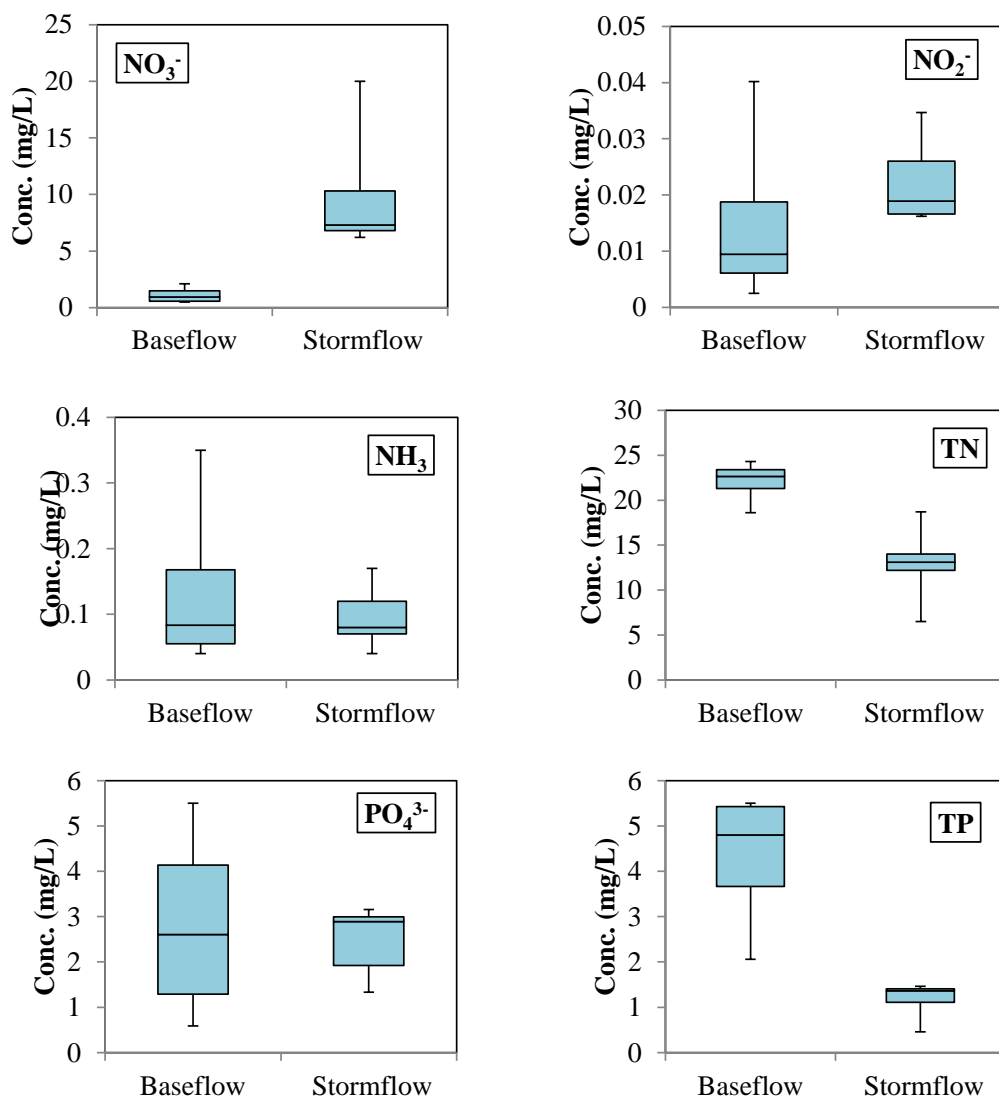 NO₃⁻
Conc. (mg/L)
25
20
15
10
5
0
Baseflow Stormflow
NO₂⁻
Conc. (mg/L)
0.05
0.04
0.03
0.02
0.01
0
Baseflow Stormflow
NH₃
Conc. (mg/L)
0.4
0.3
0.2
0.1
0
Baseflow Stormflow
TN
Conc. (mg/L)
30
25
20
15
10
5
0
Baseflow Stormflow
PO₄³⁻
Conc. (mg/L)
6
5
4
3
2
1
0
Baseflow Stormflow
TP
Conc. (mg/L)
6
5
4
3
2
1
0
Baseflow Stormflow